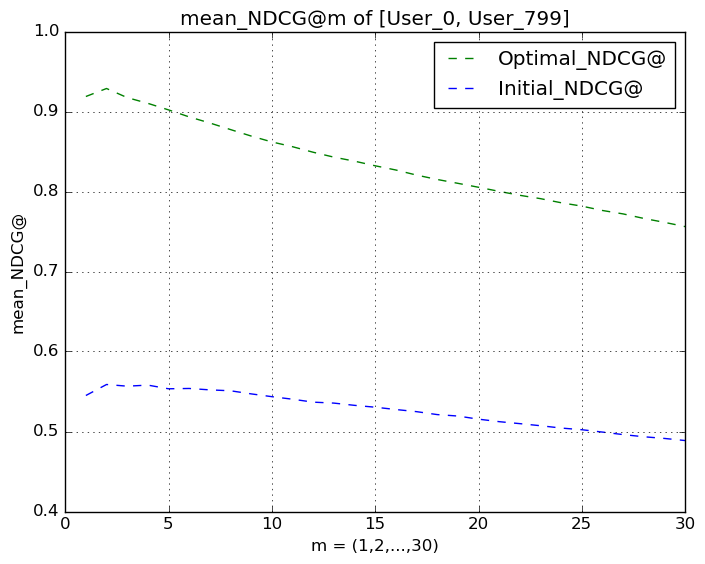 mean_NDCG@m of [User_0, User_799]
Optimal_NDCG@
Initial_NDCG@
mean_NDCG@
1.0
0.9
0.8
0.7
0.6
0.5
0.4
0 5 10 15 20 25 30
m = (1,2,...,30)